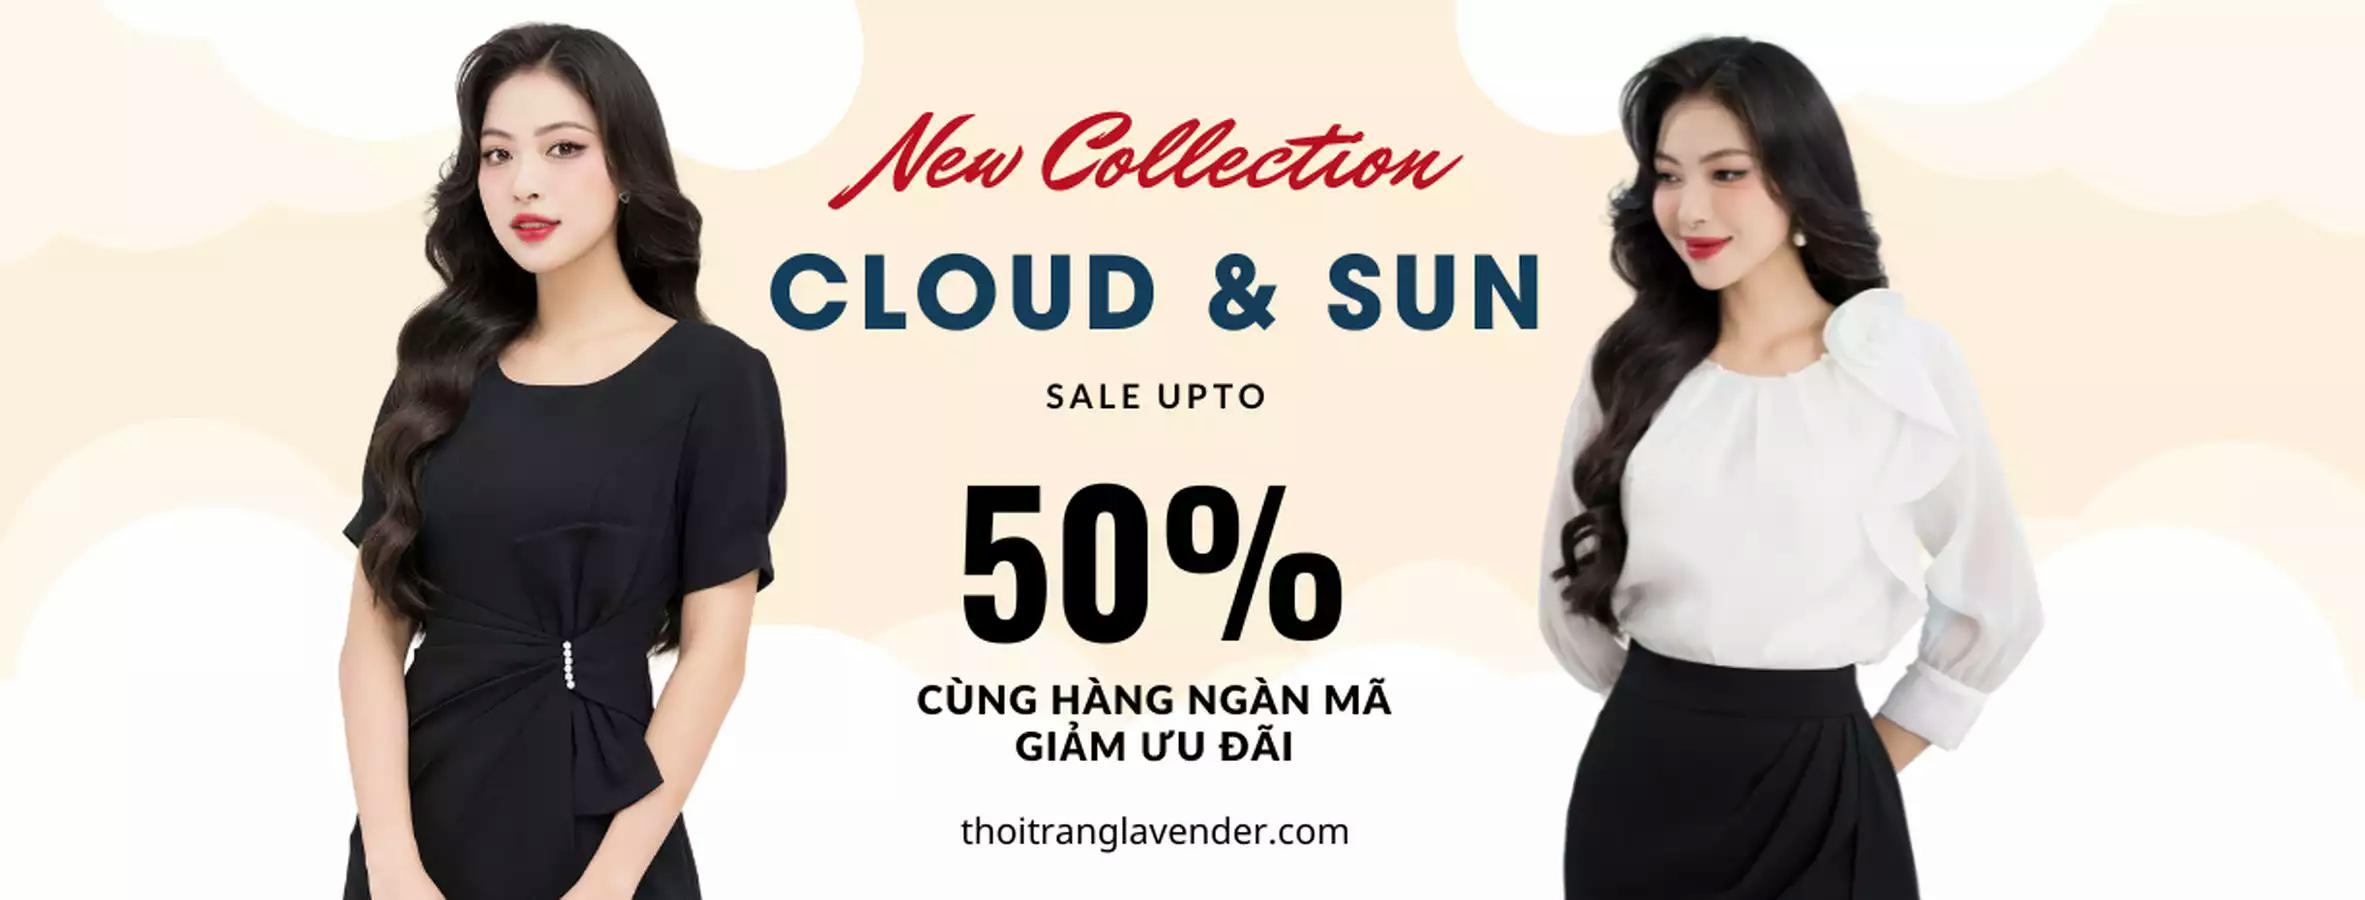 New Collection
CLOUD & SUN
SALE UPTO
50%
CÙNG HÀNG NGÀN MÃ
GIẢM ƯU ĐÃI
thoitranglavender.com